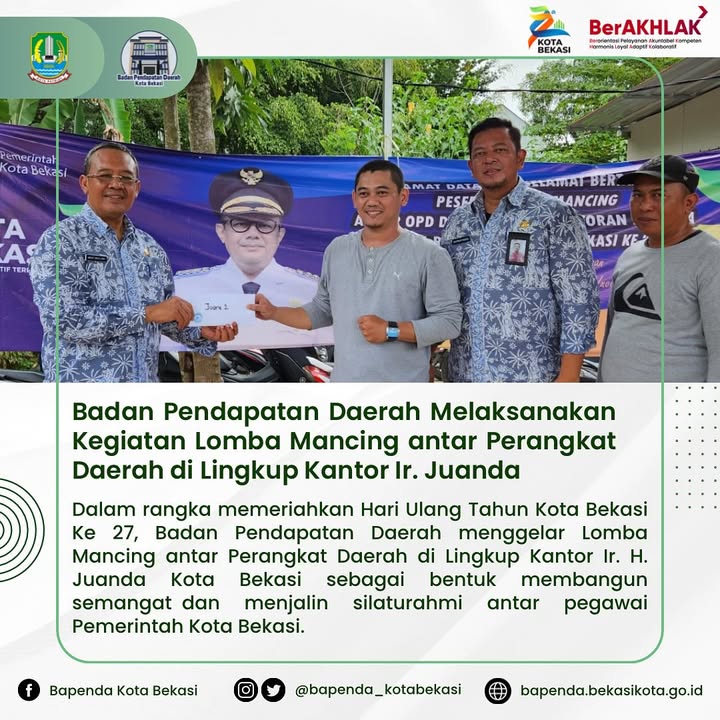 Badan Pendapatan Daerah
Kota Bekasi
KOTA
BEKASI
BerAKHLAK
Berorientasi Pelayanan Akuntabel Kompeten
Harmonis Loyal Adaptif Kolaboratif
Pemerintah
Kota Bekasi
PESER
MANCING
OPD
Juara 1
Badan Pendapatan Daerah Melaksanakan
Kegiatan Lomba Mancing antar Perangkat
Daerah di Lingkup Kantor Ir. Juanda
Dalam rangka memeriahkan Hari Ulang Tahun Kota Bekasi
Ke 27, Badan Pendapatan Daerah menggelar Lomba
Mancing antar Perangkat Daerah di Lingkup Kantor Ir. H.
Juanda Kota Bekasi sebagai bentuk membangun
semangat dan menjalin silaturahmi antar pegawai
Pemerintah Kota Bekasi.
Bapenda Kota Bekasi
@bapenda_kotabekasi
bapenda.bekasikota.go.id